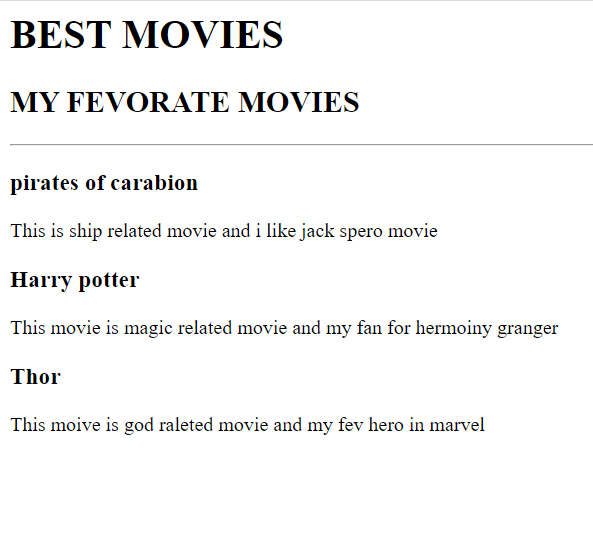 BEST MOVIES
MY FEVORATE MOVIES
pirates of carabion
This is ship related movie and i like jack spero movie
Harry potter
This movie is magic related movie and my fan for hermoiny granger
Thor
This moive is god raleted movie and my fev hero in marvel